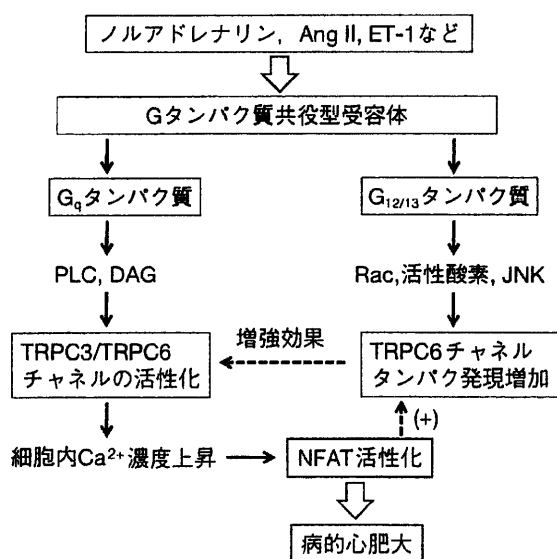 ノルアドレナリン, Ang II, ET-1など
Gタンパク質共役型受容体
Gqタンパク質
G12/13タンパク質
PLC, DAG
Rac,活性酸素, JNK
増強効果
TRPC3/TRPC6
チャネルの活性化
TRPC6チャネル
タンパク発現増加
(+)
細胞内Ca²⁺濃度上昇
NFAT活性化
病的心肥大